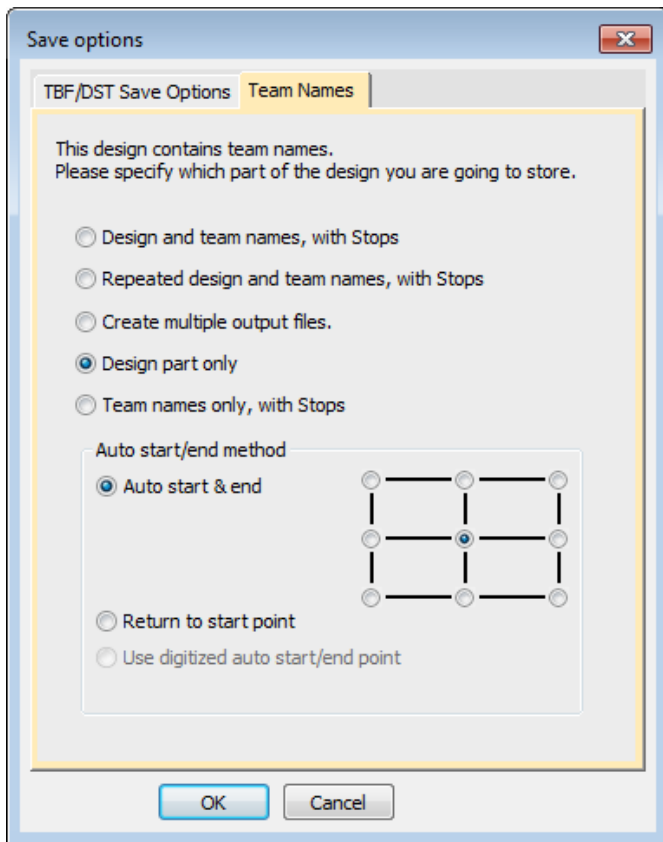 Save options
TBF/DST Save Options
Team Names
This design contains team names.
Please specify which part of the design you are going to store.
Design and team names, with Stops
Repeated design and team names, with Stops
Create multiple output files.
Design part only
Team names only, with Stops
Auto start/end method
Auto start & end
Return to start point
Use digitized auto start/end point
OK
Cancel